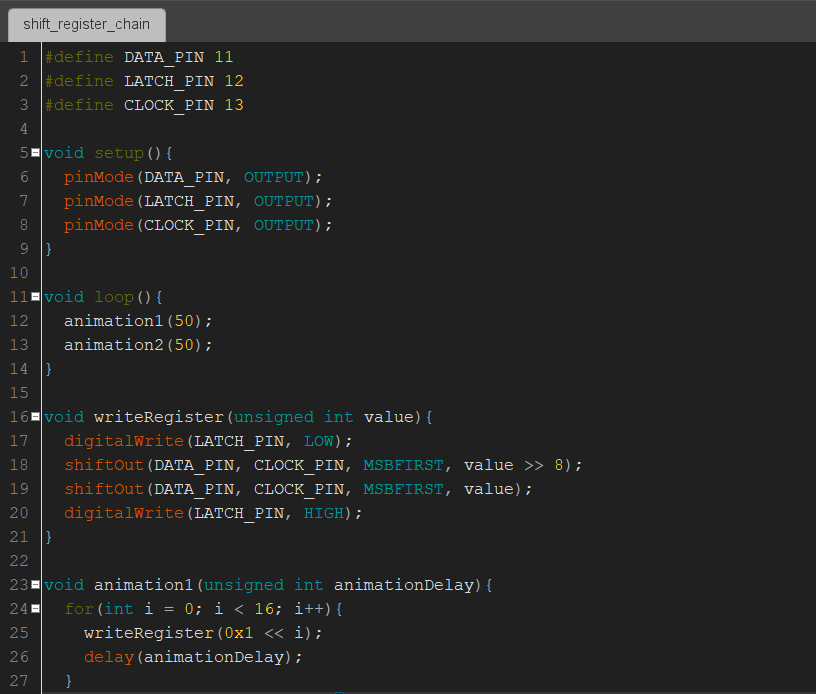 shift_register_chain
1 #define DATA_PIN 11
2 #define LATCH_PIN 12
3 #define CLOCK_PIN 13
4
5 void setup(){
6   pinMode(DATA_PIN, OUTPUT);
7   pinMode(LATCH_PIN, OUTPUT);
8   pinMode(CLOCK_PIN, OUTPUT);
9 }
10
11 void loop(){
12   animation1(50);
13   animation2(50);
14 }
15
16 void writeRegister(unsigned int value){
17   digitalWrite(LATCH_PIN, LOW);
18   shiftOut(DATA_PIN, CLOCK_PIN, MSBFIRST, value >> 8);
19   shiftOut(DATA_PIN, CLOCK_PIN, MSBFIRST, value);
20   digitalWrite(LATCH_PIN, HIGH);
21 }
22
23 void animation1(unsigned int animationDelay){
24   for(int i = 0; i < 16; i++){
25     writeRegister(0x1 << i);
26     delay(animationDelay);
27   }